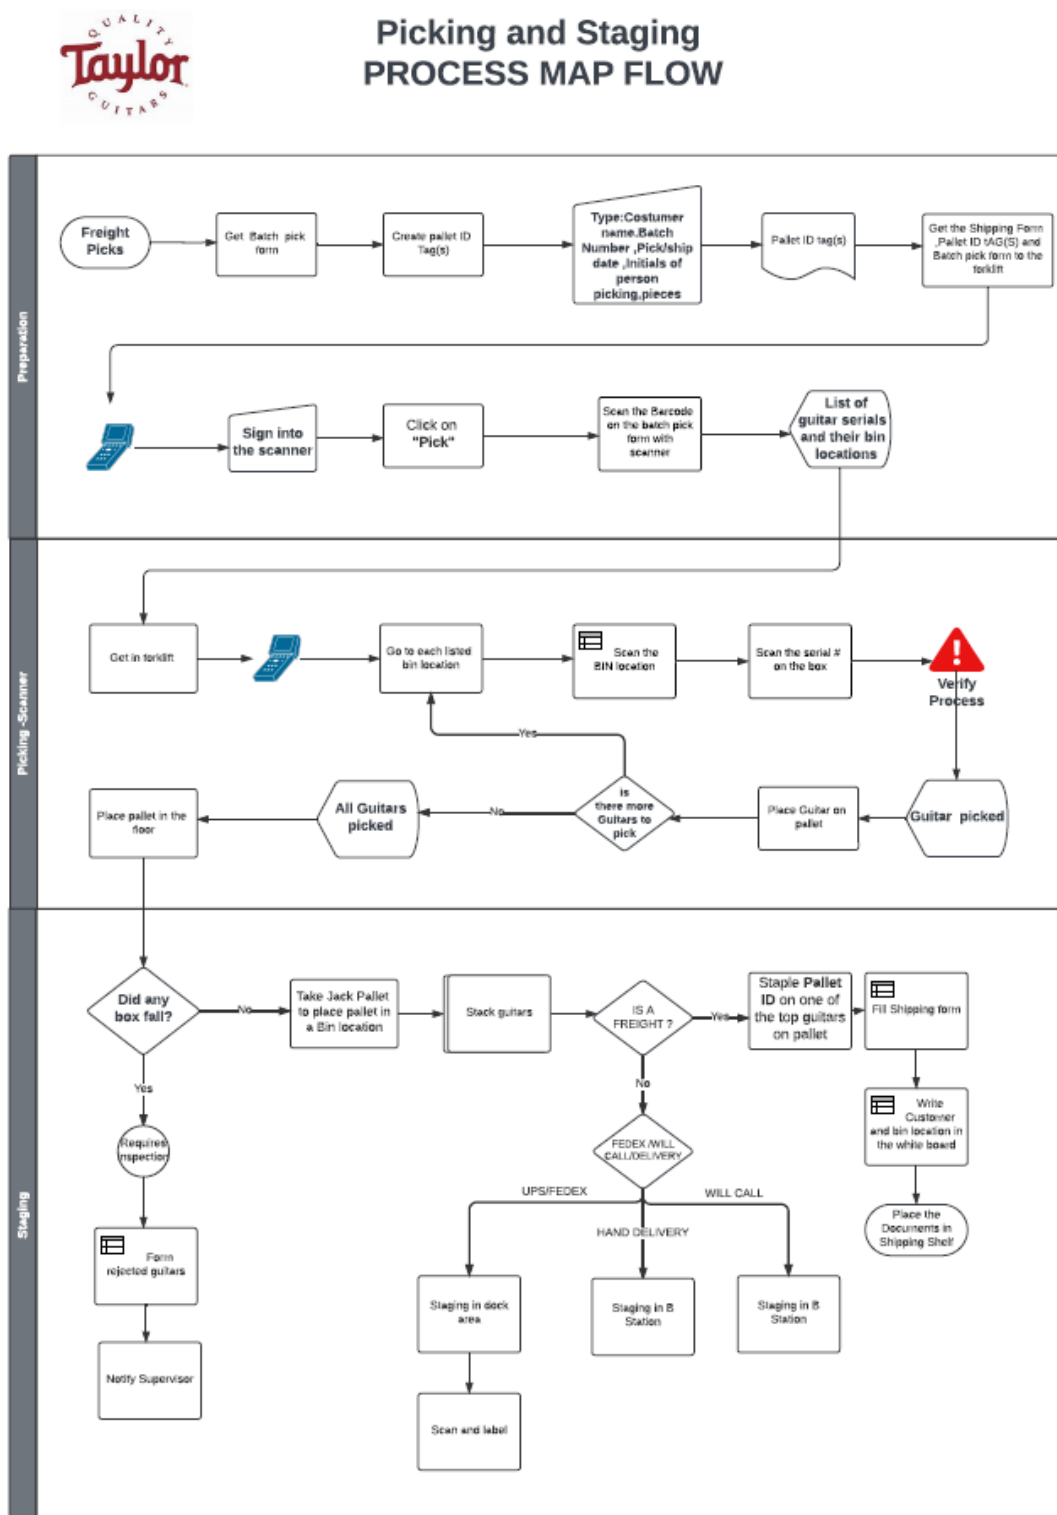 QUALITY
Taylor
GUITARS
Picking and Staging
PROCESS MAP FLOW
Preparation
Freight
Picks
Get Batch pick
form
Create pallet ID
Tag(s)
Type:Costumer
name.Batch
Number ,Pick/ship
date ,Initials of
person
picking,pieces
Pallet ID tag(s)
Get the Shipping Form
,Pallet ID tAG(S) and
Batch pick form to the
forklift
Sign into
the scanner
Click on
"Pick"
Scan the Barcode
on the batch pick
form with
scanner
List of
guitar serials
and their bin
locations
Picking -Scanner
Get in forklift
Go to each listed
bin location
Scan the
BIN location
Scan the serial #
on the box
Verify
Process
Yes
Place pallet in the
floor
All Guitars
picked
No
is
there more
Guitars to
pick
Place Guitar on
pallet
Guitar picked
Staging
Did any
box fall?
No
Take Jack Pallet
to place pallet in
a Bin location
Stack guitars
IS A
FREIGHT ?
Yes
Staple Pallet
ID on one of
the top guitars
on pallet
Fill Shipping form
Yes
No
Write
Customer
and bin location in
the white board
Requires
nspection
FEDEX /WILL
CALL/DELIVERY
UPS/FEDEX
WILL CALL
HAND DELIVERY
Place the
Documents in
Shipping Shelf
Form
rejected guitars
Staging in dock
area
Staging in B
Station
Staging in B
Station
Notify Supervisor
Scan and label